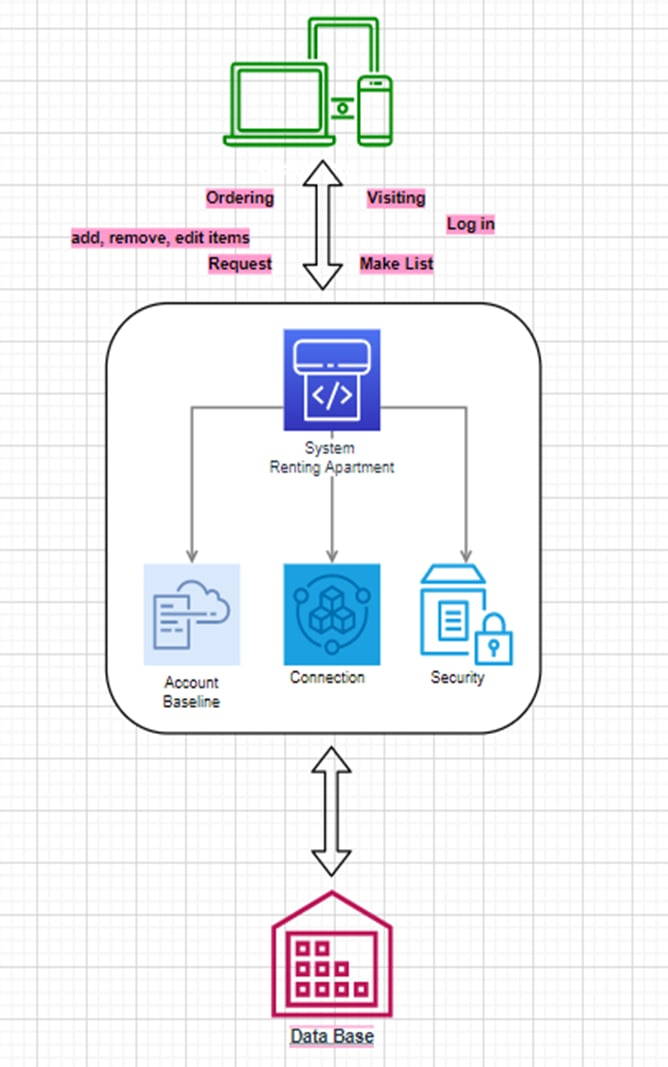 Ordering
Visiting
Log in
add, remove, edit items
Request
Make List
</>
System
Renting Apartment
Account
Baseline
Connection
Security
Data Base